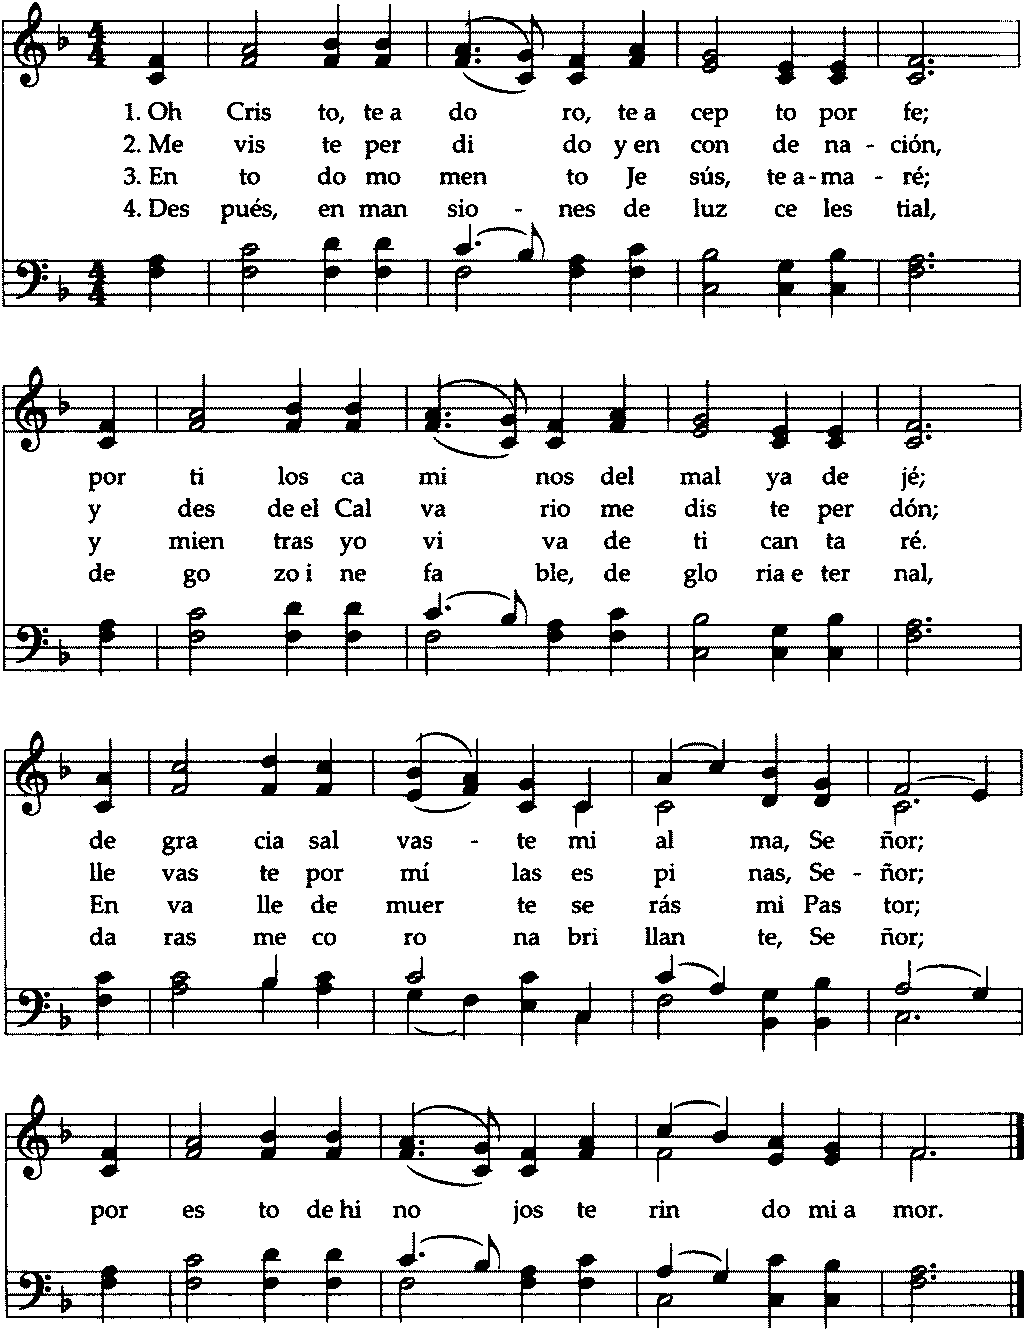 1. Oh Cris to, te a do ro, te a cep to por fe;
2. Me vis te per di do y en con de na - ción,
3. En to do mo men to Je sús, te a - ma - ré;
4. Des pués, en man sio - nes de luz ce les tial,
por ti los ca mi nos del mal ya de jé;
y des de el Cal va rio me dis te per dón;
y mien tras yo vi va de ti can ta ré.
de go zo i ne fa ble, de glo ria e ter nal,
de gra cia sal vas - te mi al ma, Se ñor;
lle vas te por mí las es pi nas, Se - ñor;
En va lle de muer te se rás mi Pas tor;
da ras me co ro na bri llan te, Se ñor;
por es to de hi no jos te rin do mi a mor.